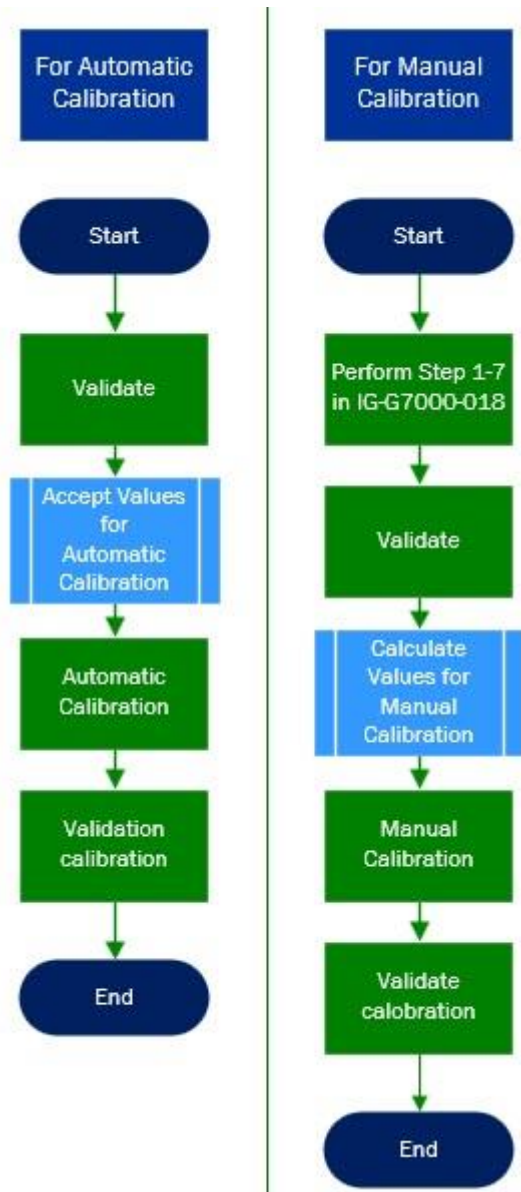 For Automatic
Calibration
Start
Validate
Accept Values
for
Automatic
Calibration
Automatic
Calibration
Validation
calibration
End
For Manual
Calibration
Start
Perform Step 1-7
in IG-G7000-018
Validate
Calculate
Values for
Manual
Calibration
Manual
Calibration
Validate
calobration
End